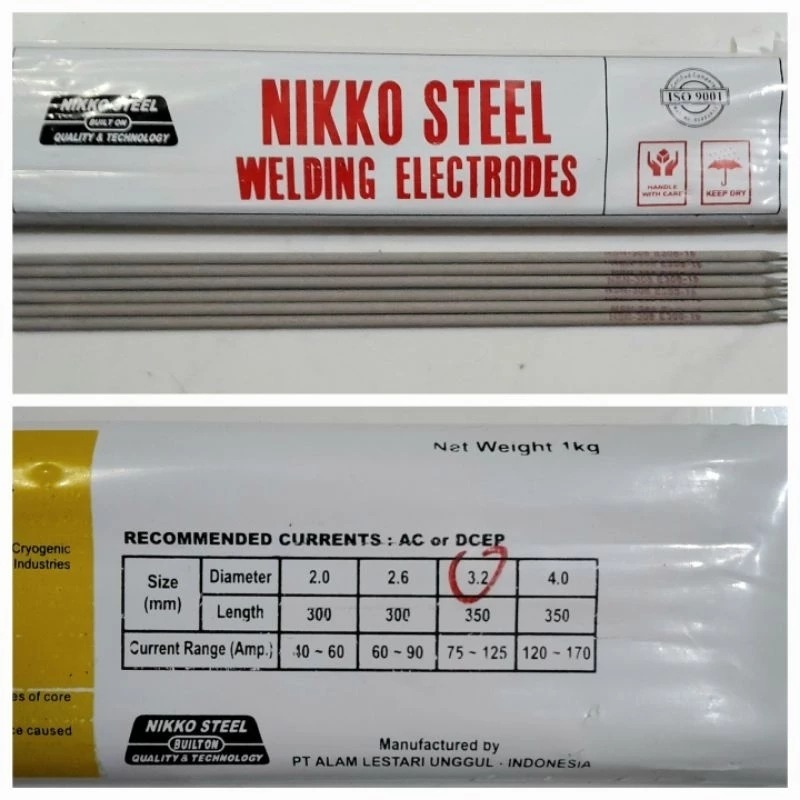 NIKKO STEEL
BUILT ON
QUALITY & TECHNOLOGY
NIKKO STEEL
WELDING ELECTRODES
ISO 9001
HANDLE
WITH CARE
KEEP DRY
Net Weight 1kg
Cryogenic
Industries
RECOMMENDED CURRENTS : AC or DCEP
Size (mm) Diameter 2.0 2.6 3.2 4.0
Length 300 300 350 350
Current Range (Amp.) 40 ~ 60 60 ~ 90 75 ~ 125 120 ~ 170
es of core
ce caused
NIKKO STEEL
BUILT ON
QUALITY & TECHNOLOGY
Manufactured by
PT ALAM LESTARI UNGGUL - INDONESIA